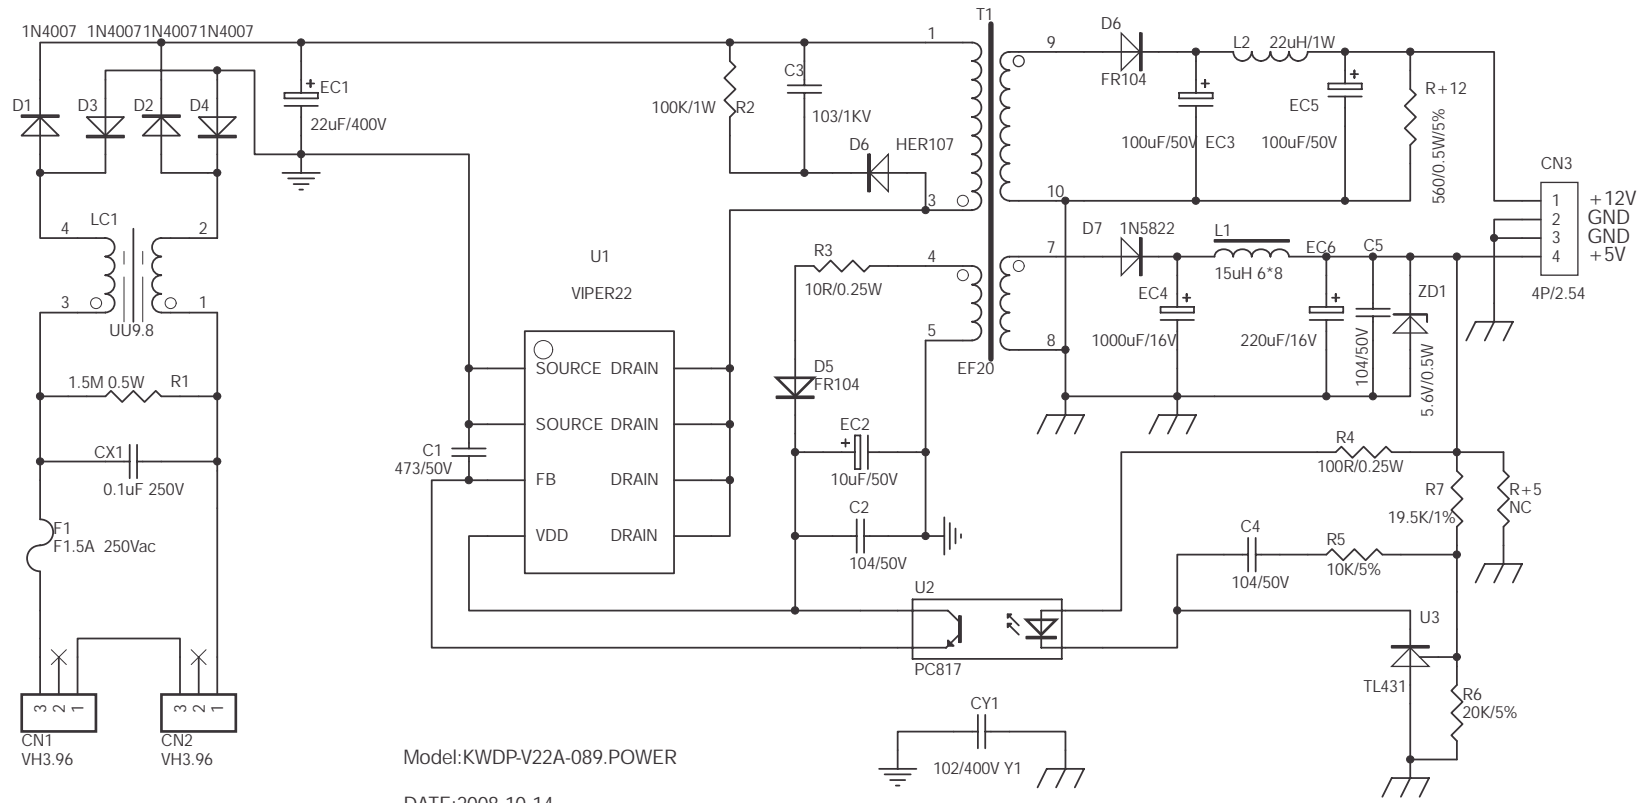 1N4007 1N40071N40071N4007
D1
D3
D2
D4
EC1
22uF/400V
LC1
4
2
3
1
UU9.8
1.5M 0.5W
R1
CX1
0.1uF 250V
F1
F1.5A 250Vac
3
2
1
CN1
VH3.96
3
2
1
CN2
VH3.96
100K/1W
R2
C3
103/1KV
D6
HER107
T1
1
3
4
5
EF20
9
10
7
8
U1
VIPER22
SOURCE DRAIN
SOURCE DRAIN
FB DRAIN
VDD DRAIN
C1
473/50V
R3
10R/0.25W
D5
FR104
EC2
10uF/50V
C2
104/50V
U2
PC817
D6
FR104
L2
22uH/1W
100uF/50V EC3
EC5
100uF/50V
R+12
560/0.5W/5%
CN3
1
2
3
4
+12V
GND
GND
+5V
4P/2.54
D7
1N5822
L1
15uH 6*8
EC4
1000uF/16V
EC6
220uF/16V
C5
104/50V
ZD1
5.6V/0.5W
R4
100R/0.25W
R7
19.5K/1%
R+5
NC
C4
104/50V
R5
10K/5%
U3
TL431
R6
20K/5%
CY1
102/400V Y1
Model:KWDP-V22A-089.POWER
DATE:2008-10-14